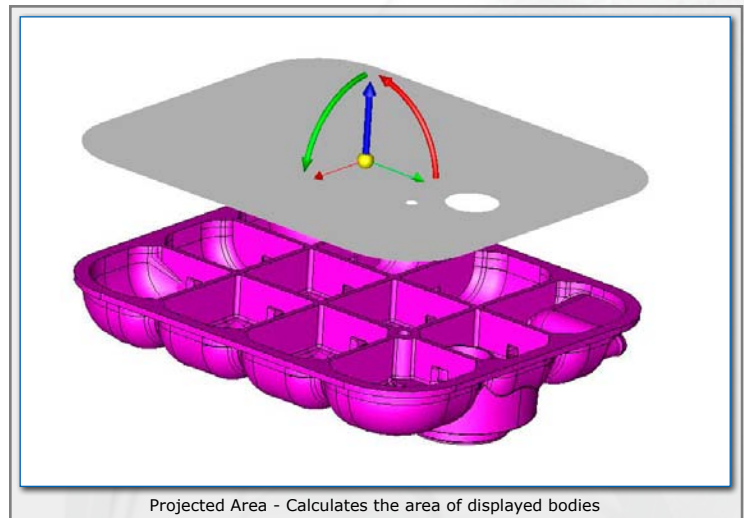 Projected Area - Calculates the area of displayed bodies